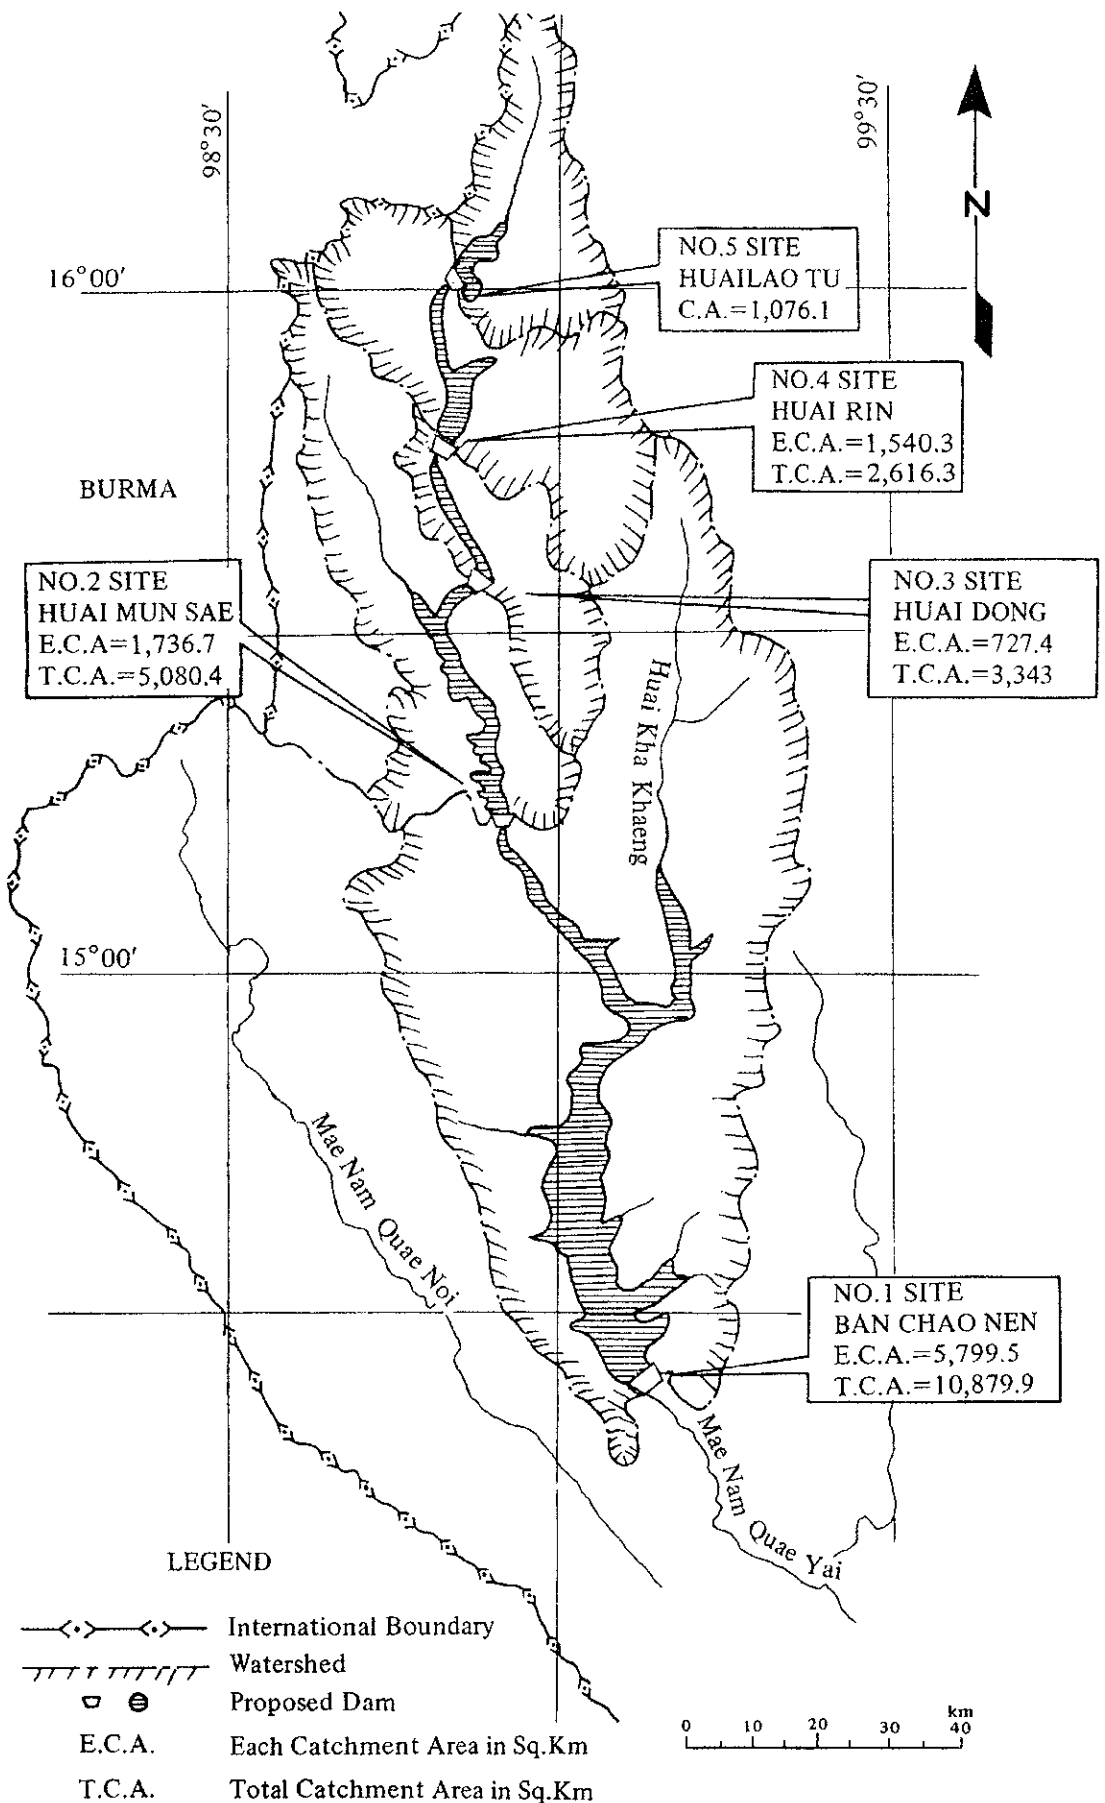 98°30′
99°30′
N
16°00′
NO.5 SITE
HUAILAO TU
C.A.=1,076.1
NO.4 SITE
HUAI RIN
E.C.A.=1,540.3
T.C.A.=2,616.3
BURMA
NO.2 SITE
HUAI MUN SAE
E.C.A=1,736.7
T.C.A.=5,080.4
NO.3 SITE
HUAI DONG
E.C.A.=727.4
T.C.A.=3,343
Huai Kha Khaeng
15°00′
Mae Nam Quae Noi
NO.1 SITE
BAN CHAO NEN
E.C.A.=5,799.5
T.C.A.=10,879.9
Mae Nam Quae Yai
LEGEND
International Boundary
Watershed
Proposed Dam
E.C.A. Each Catchment Area in Sq.Km
T.C.A. Total Catchment Area in Sq.Km
km
0 10 20 30 40